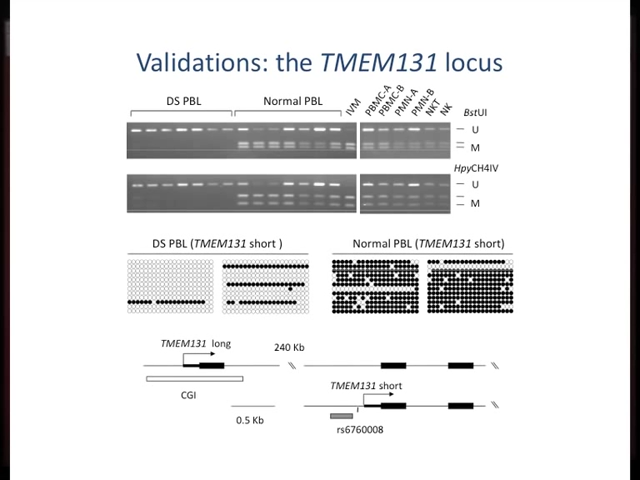 Validations: the TMEM131 locus
DS PBL
Normal PBL
IVM
PBMC-A
PBMC-B
PMN-A
PMN-B
NKT
NK
BstUI
U
M
HpyCH4IV
U
M
DS PBL (TMEM131 short )
Normal PBL (TMEM131 short)
TMEM131 long
240 Kb
CGI
TMEM131 short
0.5 Kb
rs6760008